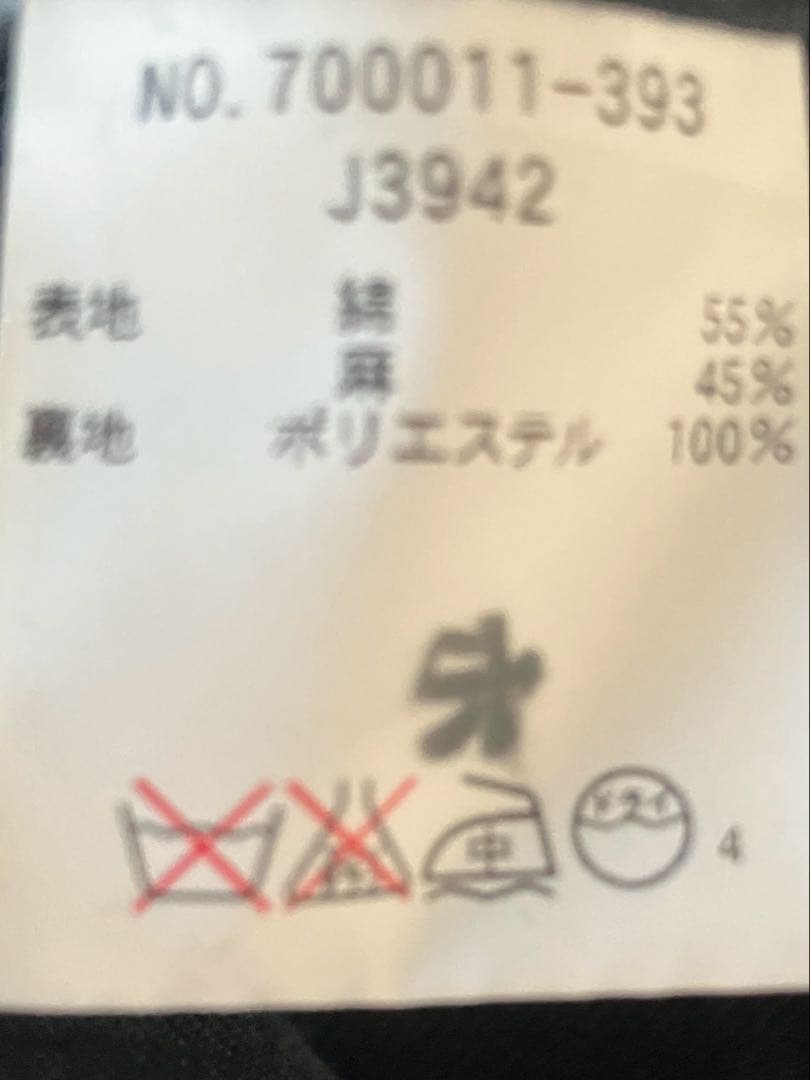 NO.700011-393
J3942
表地 綿 55%
麻 45%
裏地 ポリエステル 100%
中 ドライ 4